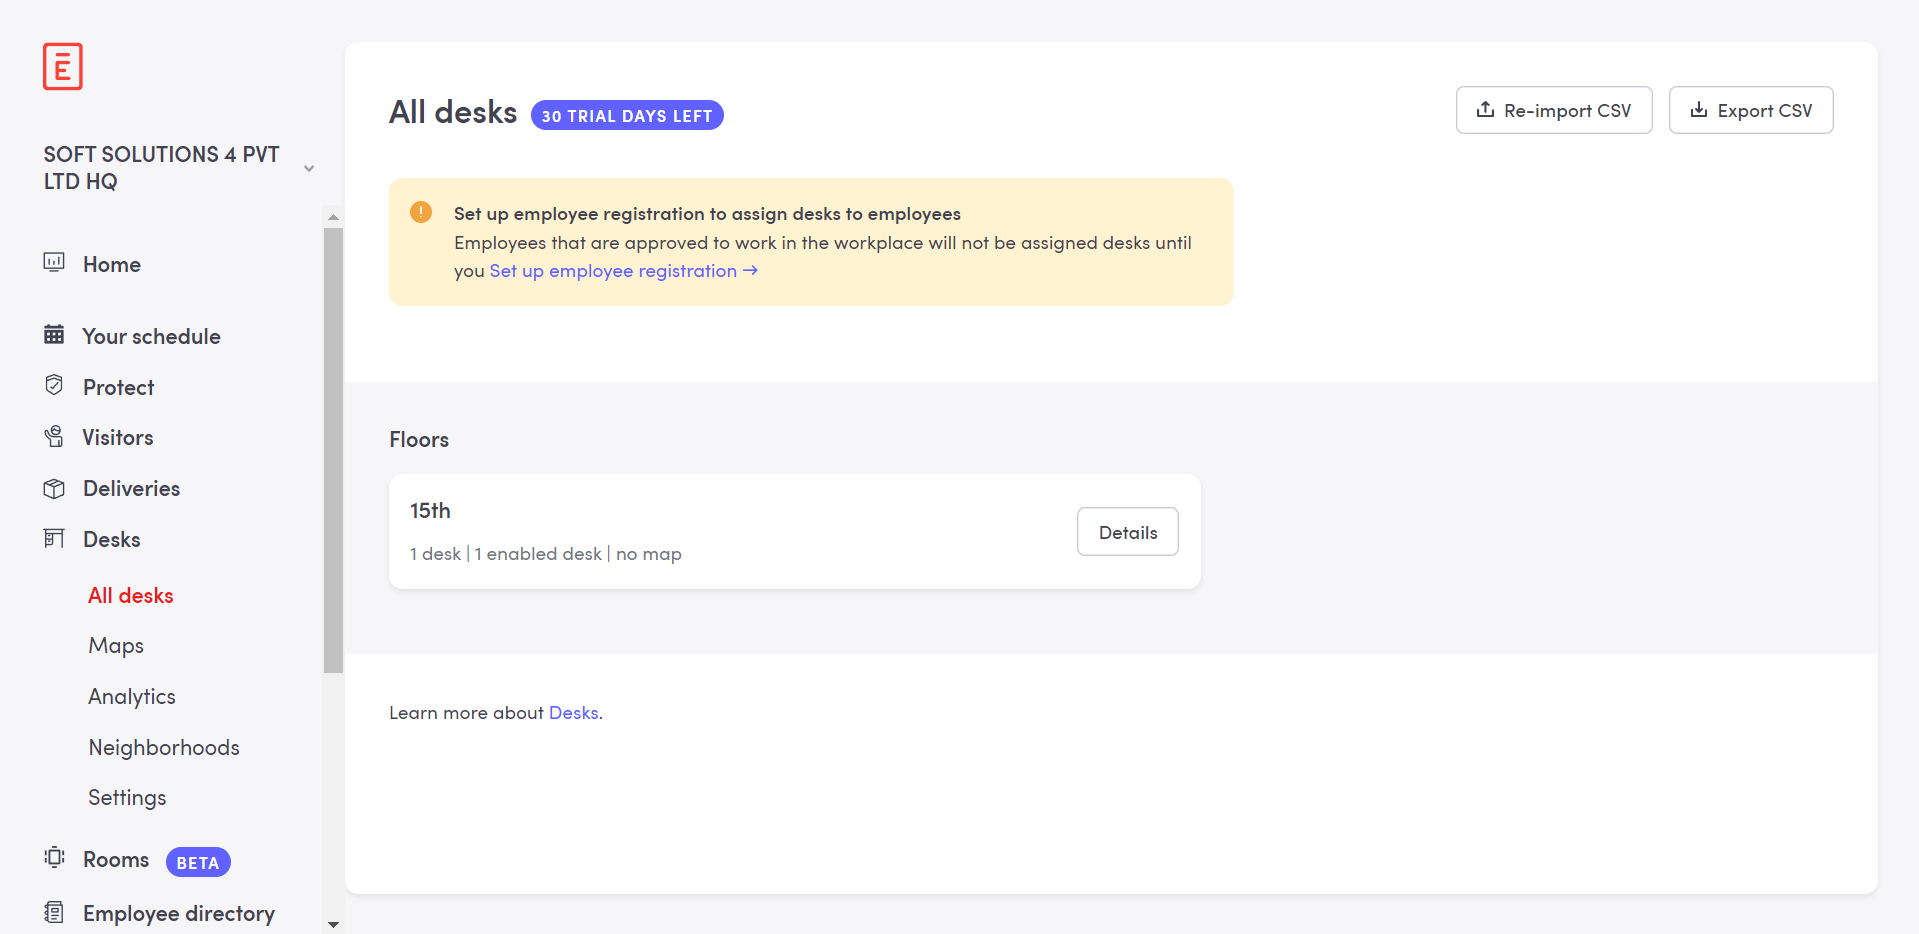 SOFT SOLUTIONS 4 PVT
LTD HQ
Home
Your schedule
Protect
Visitors
Deliveries
Desks
All desks
Maps
Analytics
Neighborhoods
Settings
Rooms BETA
Employee directory
All desks 30 TRIAL DAYS LEFT
Re-import CSV
Export CSV
Set up employee registration to assign desks to employees
Employees that are approved to work in the workplace will not be assigned desks until
you Set up employee registration →
Floors
15th
1 desk | 1 enabled desk | no map
Details
Learn more about Desks.